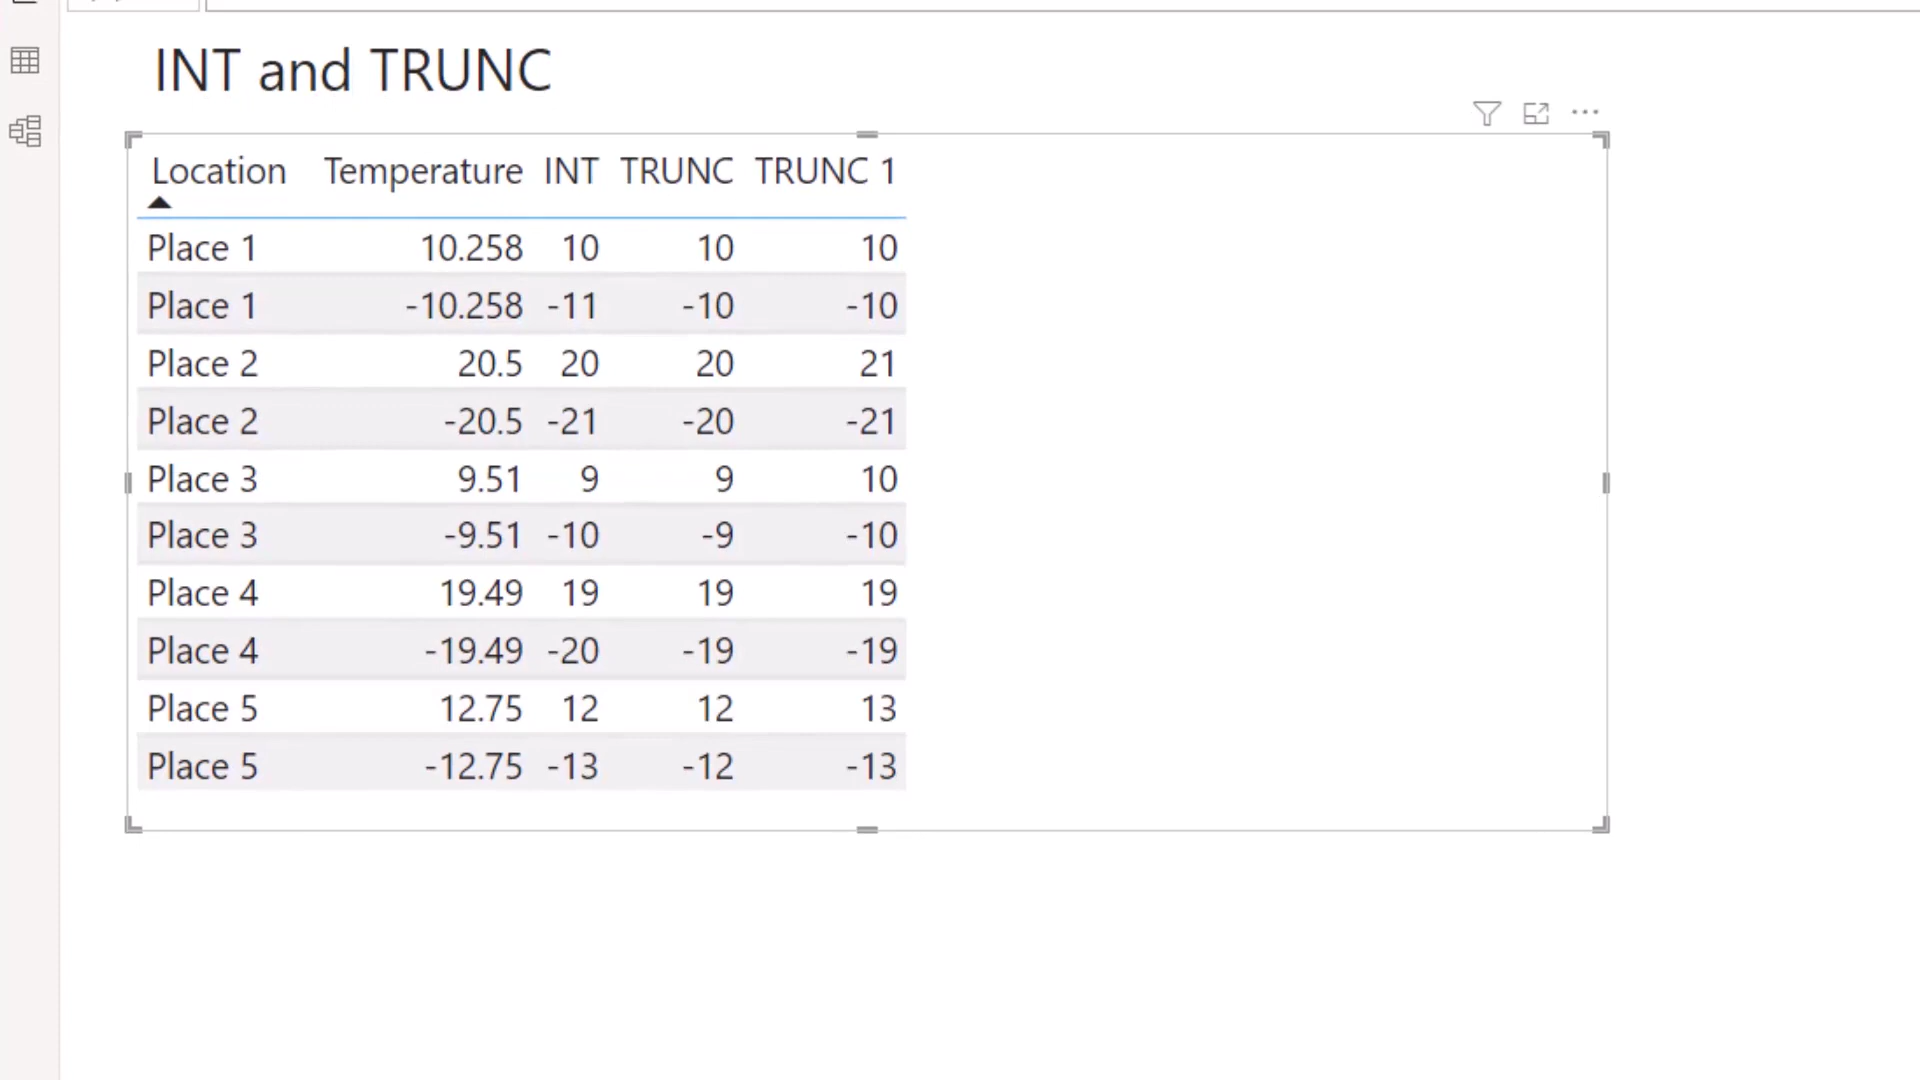 INT and TRUNC
Location Temperature INT TRUNC TRUNC 1
Place 1 10.258 10 10 10
Place 1 -10.258 -11 -10 -10
Place 2 20.5 20 20 21
Place 2 -20.5 -21 -20 -21
Place 3 9.51 9 9 10
Place 3 -9.51 -10 -9 -10
Place 4 19.49 19 19 19
Place 4 -19.49 -20 -19 -19
Place 5 12.75 12 12 13
Place 5 -12.75 -13 -12 -13